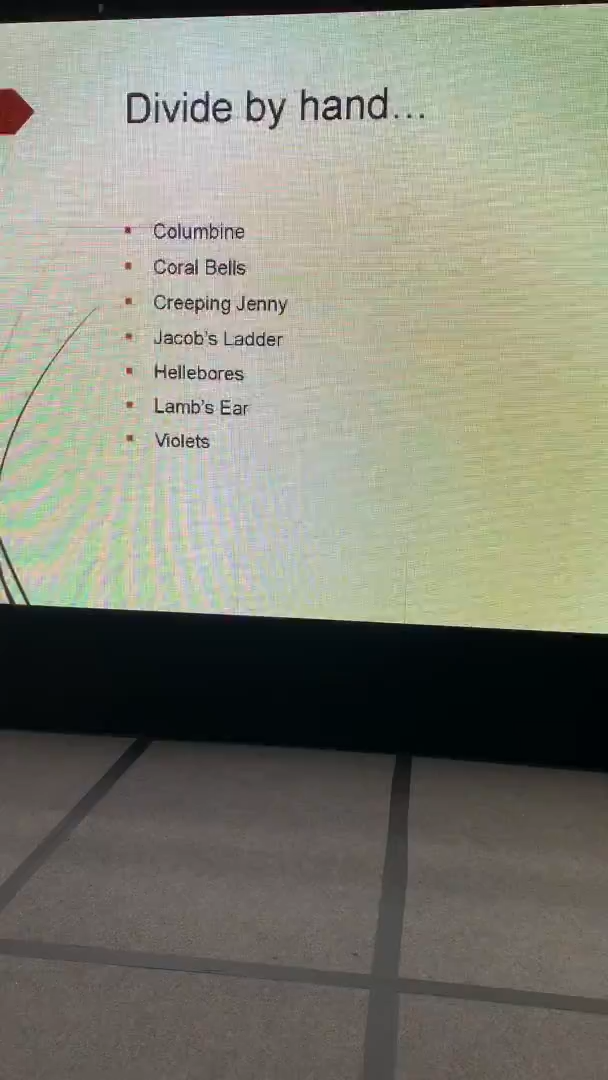 Divide by hand...
Columbine
Coral Bells
Creeping Jenny
Jacob's Ladder
Hellebores
Lamb's Ear
Violets